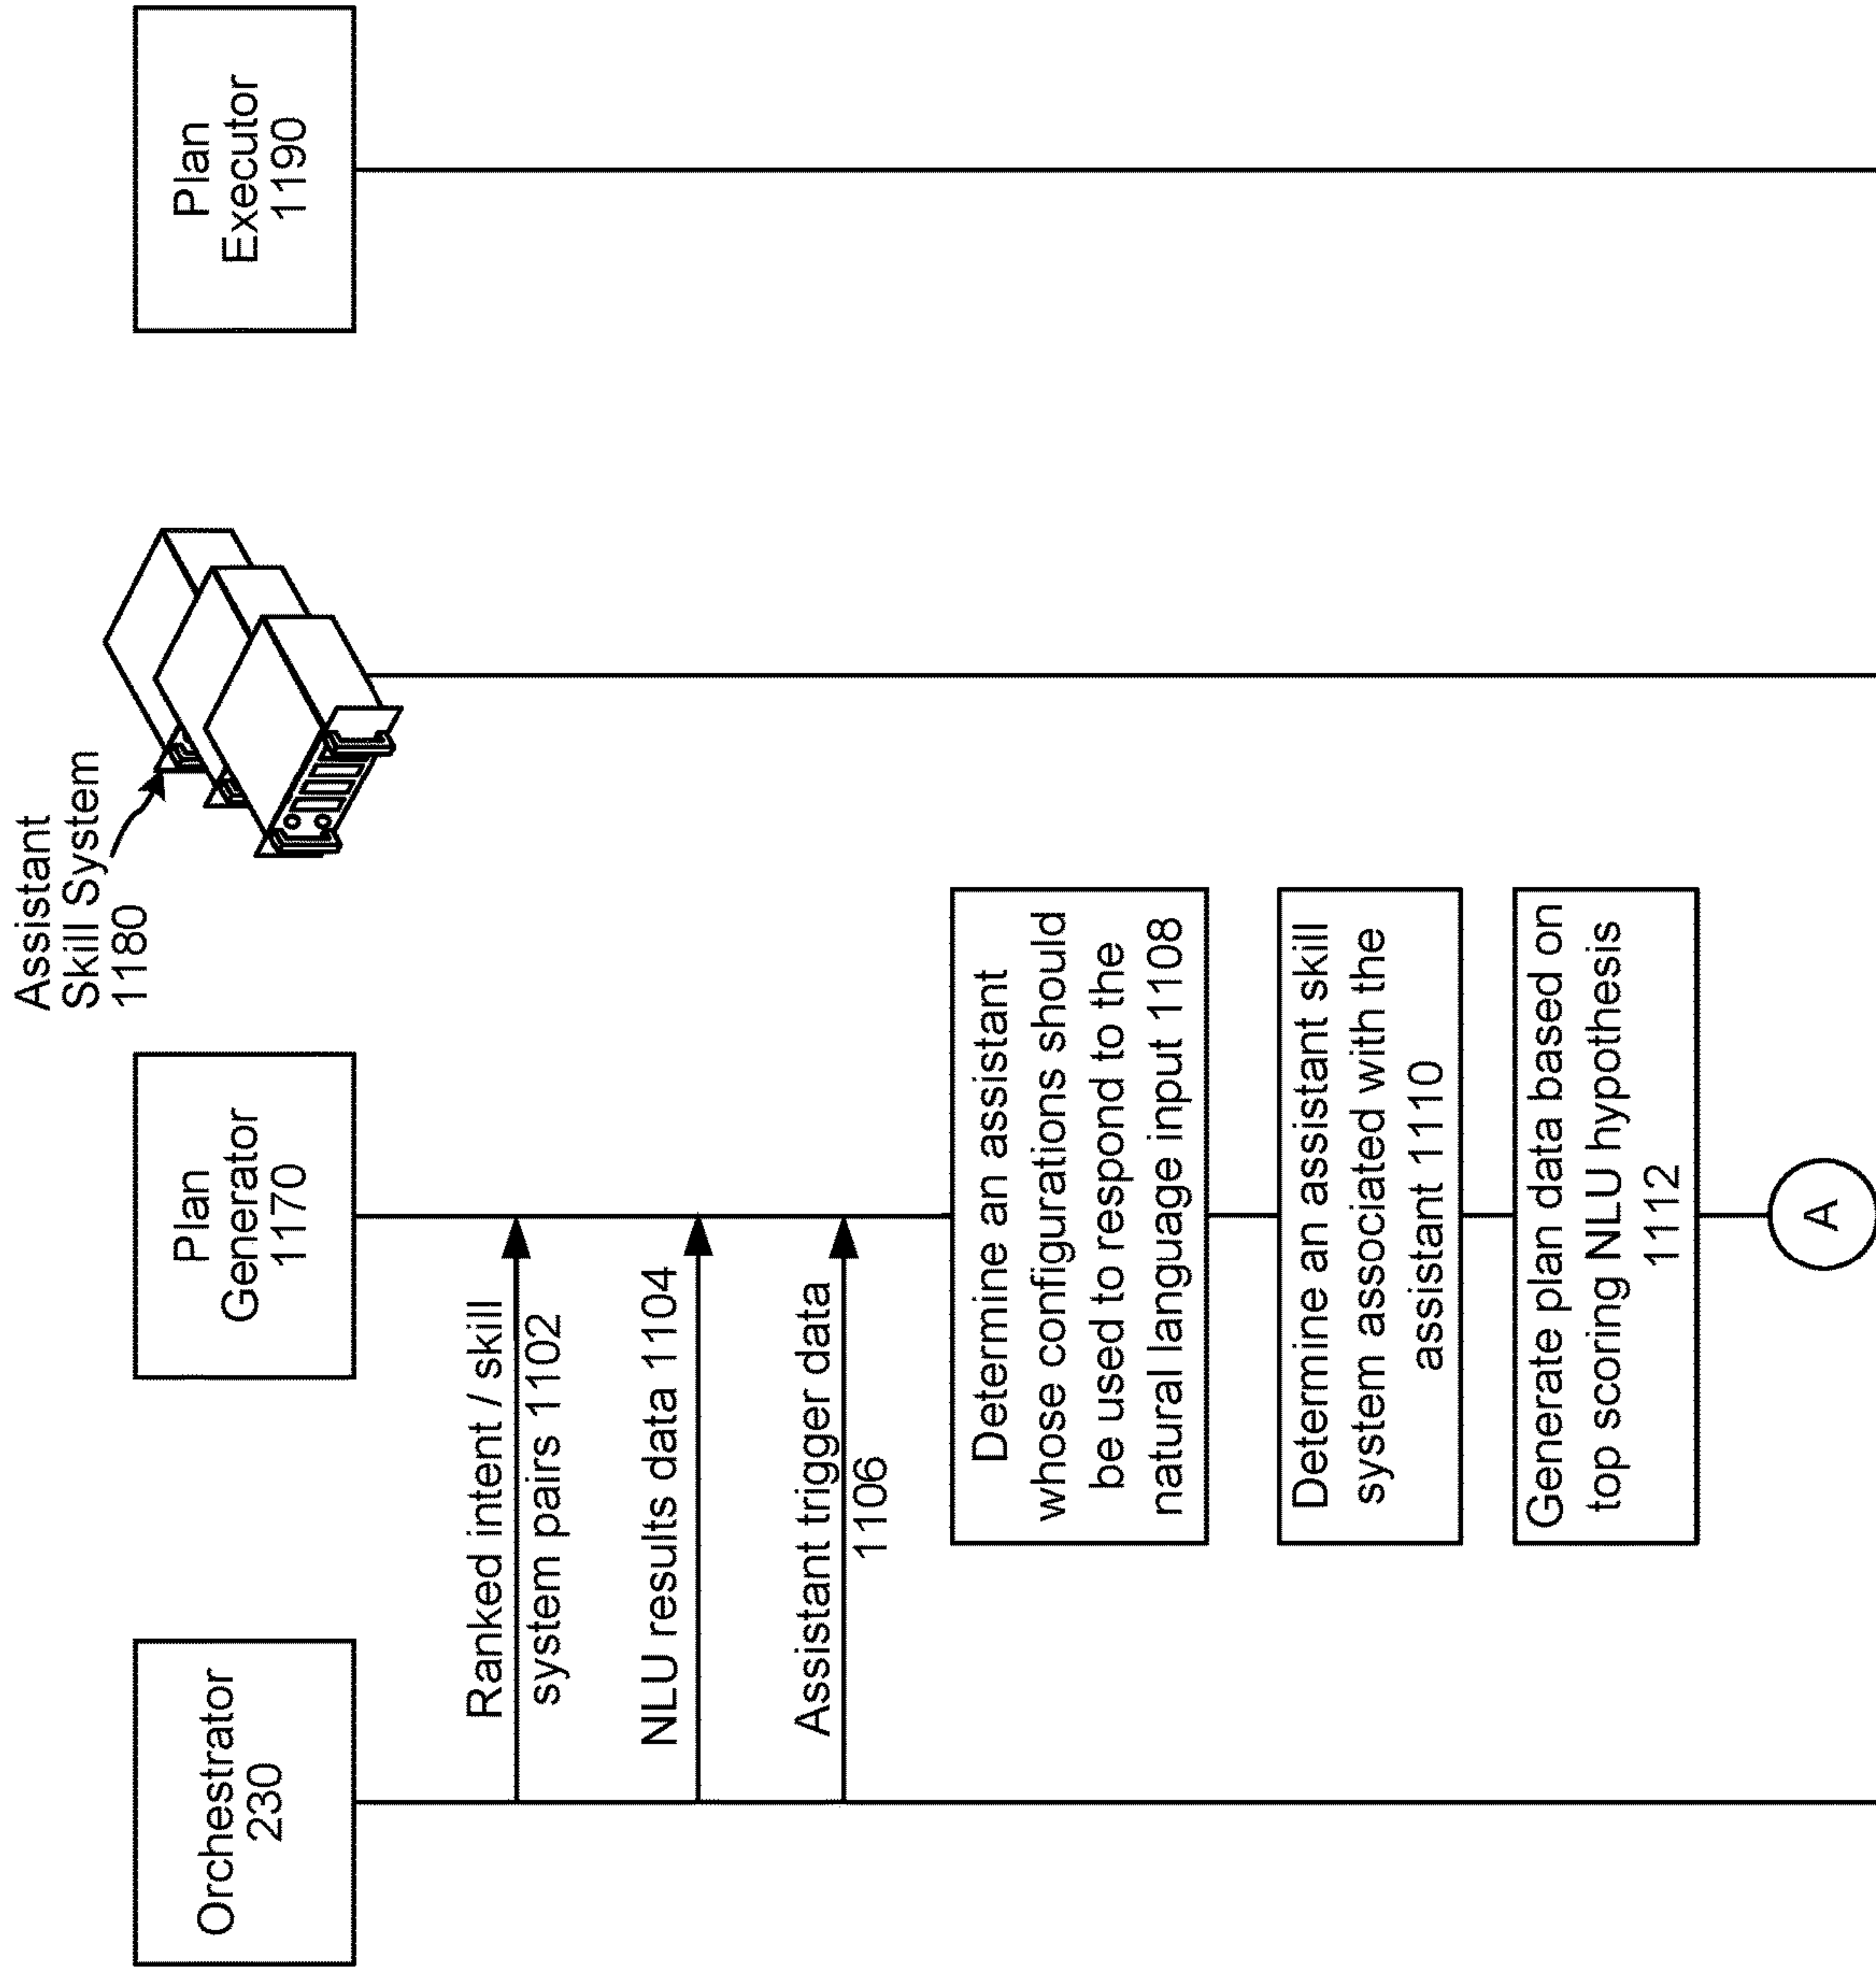 Orchestrator
230
Plan
Generator
1170
Assistant
Skill System
1180
Plan
Executor
1190
Ranked intent / skill
system pairs 1102
NLU results data 1104
Assistant trigger data
1106
Determine an assistant
whose configurations should
be used to respond to the
natural language input 1108
Determine an assistant skill
system associated with the
assistant 1110
Generate plan data based on
top scoring NLU hypothesis
1112
A